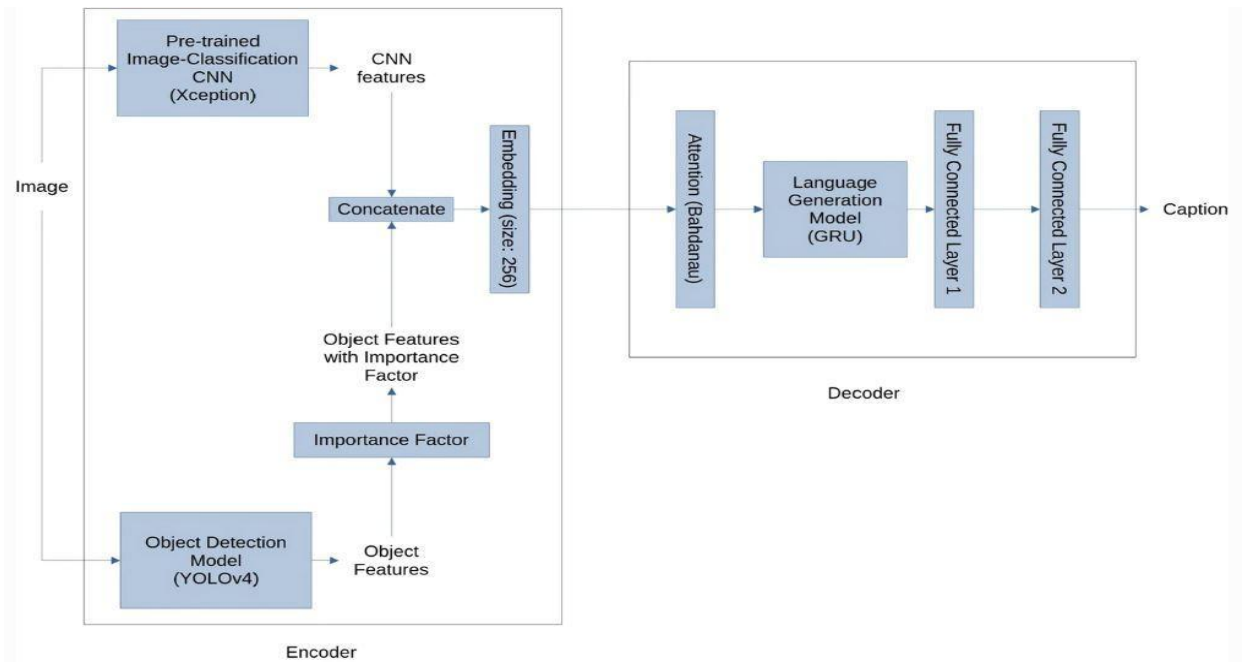 Pre-trained
Image-Classification
CNN
(Xception)
CNN
features
Image
Concatenate
Embedding (size: 256)
Object Features
with Importance
Factor
Importance Factor
Object Detection
Model
(YOLOv4)
Object
Features
Encoder
Attention (Bahdanau)
Language
Generation
Model
(GRU)
Fully Connected Layer 1
Fully Connected Layer 2
Caption
Decoder